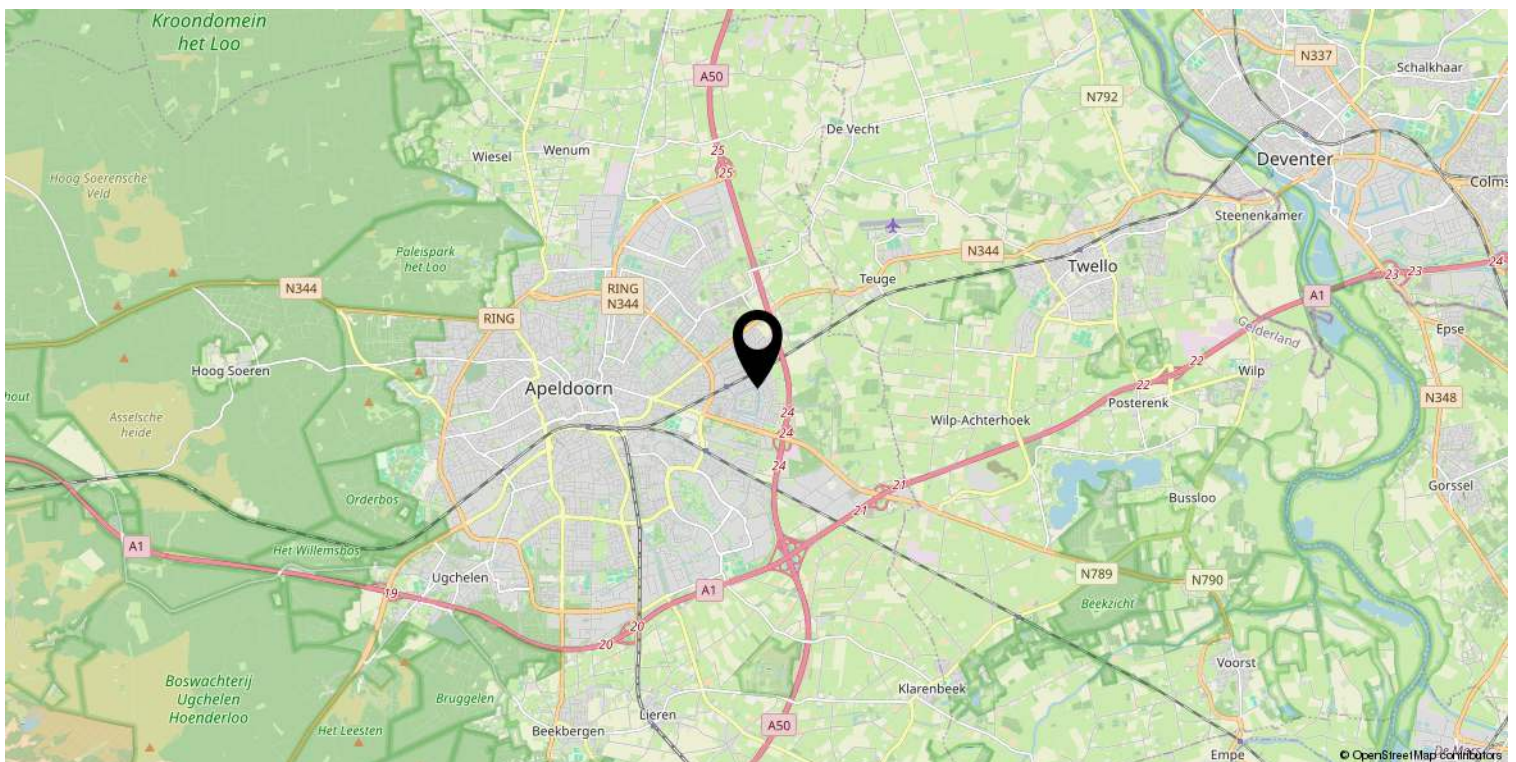 Kroondomein
het Loo
A50
N337
Schalkhaar
N792
De Vecht
25
Wenum
Wiesel
25
Deventer
Hoog Soerensche
Veld
Colms
Steenenkamer
Paleispark
het Loo
N344
Twello
24
23
23
Teuge
N344
RING
N344
A1
RING
Gelderland
Epse
22
Hoog Soeren
Wilp
22
Apeldoorn
hout
N348
Posterenk
24
Asselsche
heide
Wilp-Achterhoek
24
24
21
Gorssel
Orderbos
Bussloo
21
A1
Het Willemsbos
N789
N790
Ugchelen
A1
19
Beekzicht
20
20
Voorst
Boswachterij
Ugchelen
Hoenderloo
Klarenbeek
Bruggelen
Lieren
A50
Het Leesten
Beekbergen
Empe
© OpenStreetMap contributors